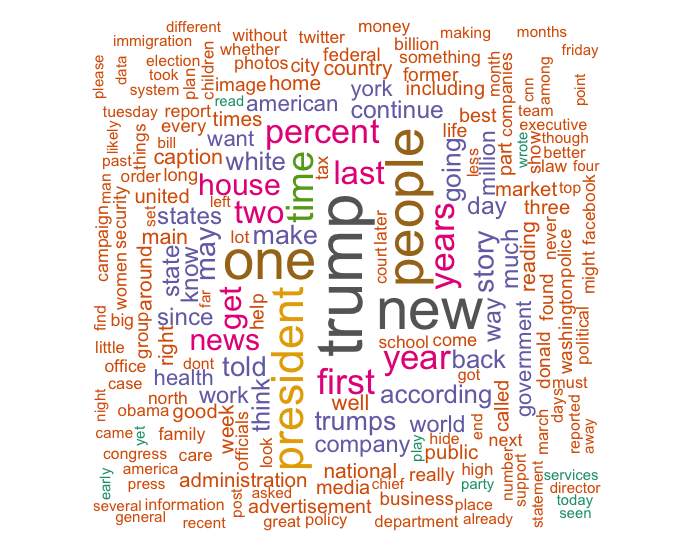 different
money
making
months
immigration
without
twitter
billion
friday
whether
federal
something
please
data
election
photos
city
country
former
month
companies
among
cnn
point
took
plan
children
image
home
york
including
system
read
american
continue
best
team
tuesday
report
times
executive
every
percent
life
part
wrote
show
though
likely
things
bill
want
people
going
million
less
better
past
caption
white
time
tax
last
law
four
man
order
long
house
market
top
security
united
set
left
two
trump
years
day
three
campaign
women
states
lot
make
court
later
story
much
reading
never
police
facebook
main
may
one
state
know
around
far
new
way
found
washington
might
since
get
help
president
government
donald
political
find
big
group
right
news
school
come
little
dont
year
back
office
told
first
got
case
health
think
according
days
must
night
north
work
well
called
obama
good
week
trumps
world
end
march
reported
away
came
yet
family
officials
company
play
hide
next
congress
care
look
public
early
america
national
really
high
number
support
services
press
administration
media
chief
party
statement
director
post
asked
business
place
today
several
information
advertisement
seen
general
recent
great
policy
department
already